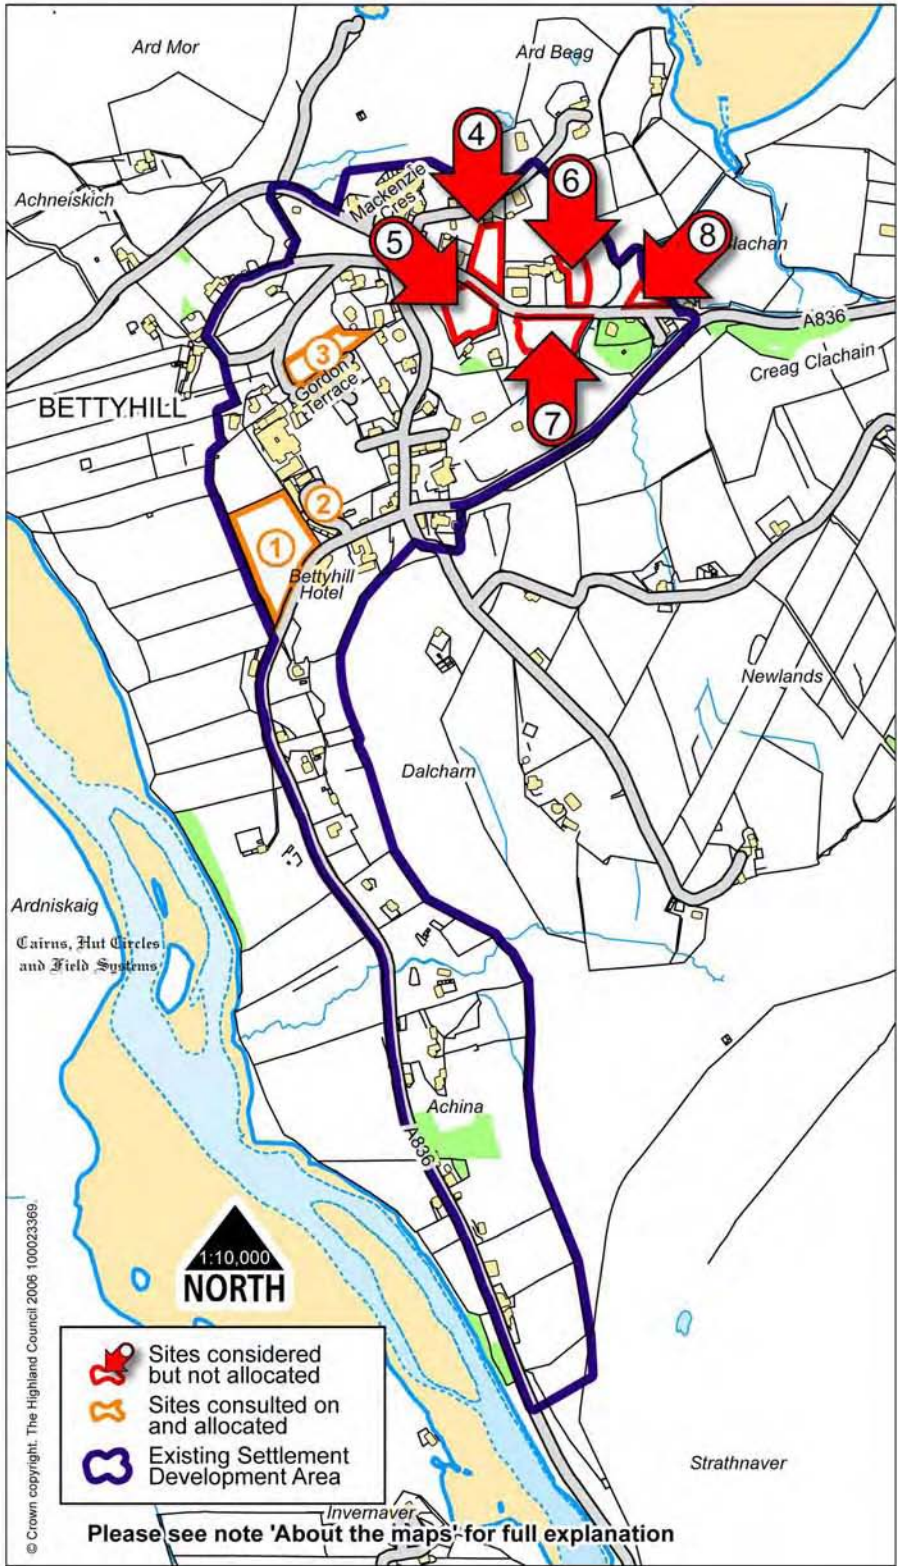 Ard Mor
Ard Beag
4
Mackenzie
Cres
6
Achneiskich
5
8
lachan
A836
3
Gordon
Terrace
Creag Clachain
BETTYHILL
7
2
1
Bettyhill
Hotel
Newlands
Dalcharn
Ardniskaig
Cairns, Hut Circles
and Field Systems
Achina
A836
1:10,000
NORTH
Sites considered
but not allocated
Sites consulted on
and allocated
Existing Settlement
Development Area
Strathnaver
Invernaver
Please see note 'About the maps' for full explanation
© Crown copyright. The Highland Council 2006 100023369.